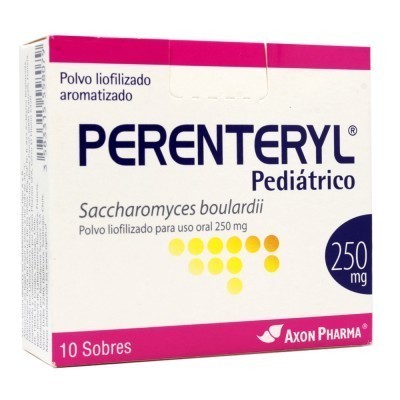 Polvo liofilizado
aromatizado
PERENTERYL®
Pediátrico
Saccharomyces boulardii
Polvo liofilizado para uso oral 250 mg
250
mg
10 Sobres
AXON PHARMA®